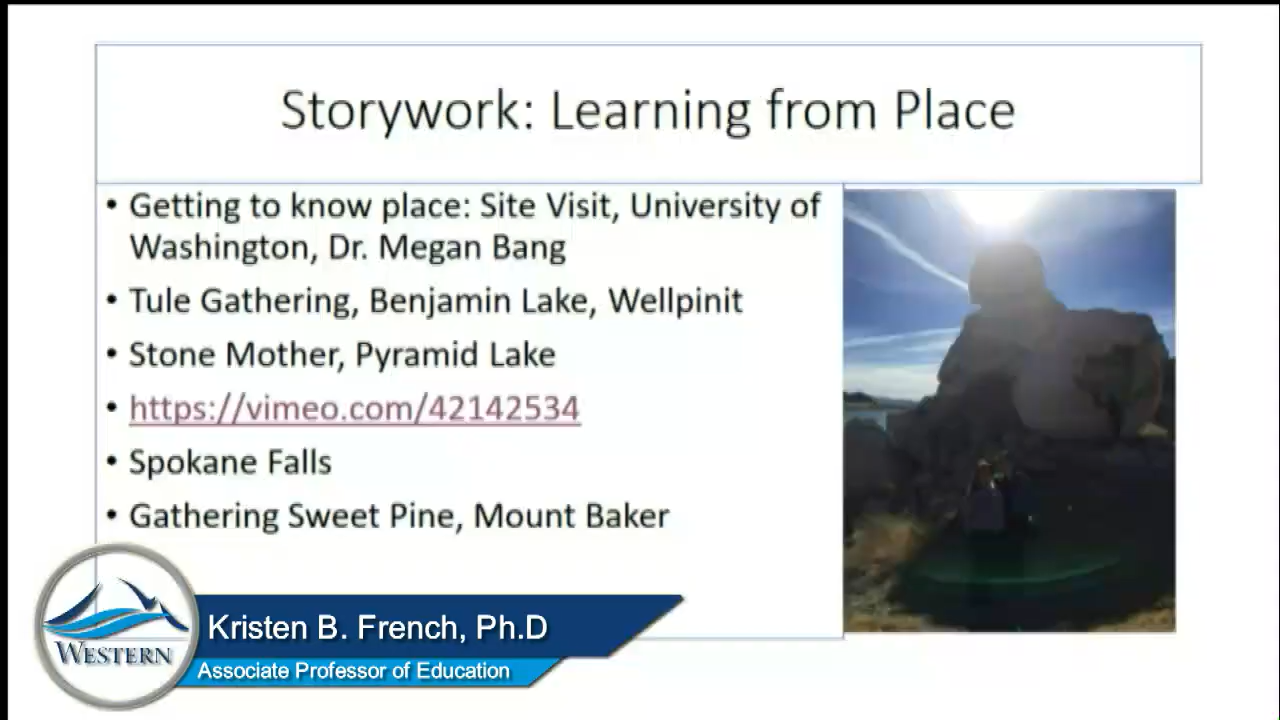 Storywork: Learning from Place
• Getting to know place: Site Visit, University of
Washington, Dr. Megan Bang
• Tule Gathering, Benjamin Lake, Wellpinit
• Stone Mother, Pyramid Lake
• https://vimeo.com/42142534
• Spokane Falls
• Gathering Sweet Pine, Mount Baker
WESTERN
Kristen B. French, Ph.D
Associate Professor of Education